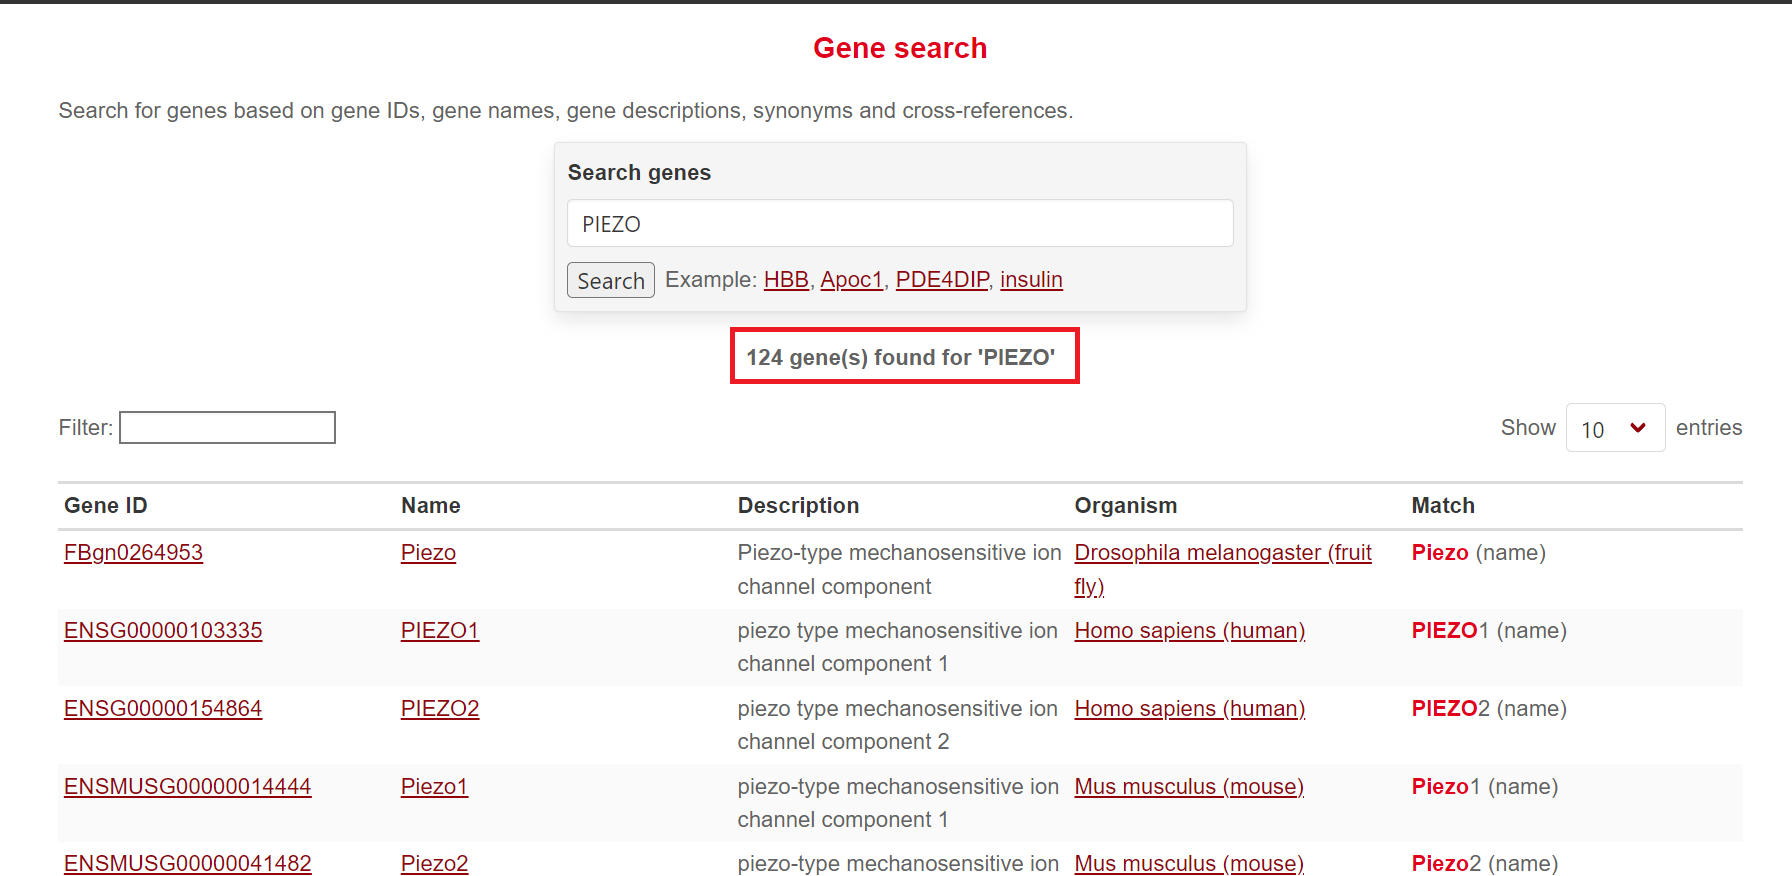 Gene search
Search for genes based on gene IDs, gene names, gene descriptions, synonyms and cross-references.
Search genes
PIEZO
Search Example: HBB, Apoc1, PDE4DIP, insulin
124 gene(s) found for 'PIEZO'
Filter: Show 10 entries
Gene ID Name Description Organism Match
FBgn0264953 Piezo Piezo-type mechanosensitive ion Drosophila melanogaster (fruit Piezo (name)
channel component fly)
ENSG00000103335 PIEZO1 piezo type mechanosensitive ion Homo sapiens (human) PIEZO1 (name)
channel component 1
ENSG00000154864 PIEZO2 piezo type mechanosensitive ion Homo sapiens (human) PIEZO2 (name)
channel component 2
ENSMUSG00000014444 Piezo1 piezo-type mechanosensitive ion Mus musculus (mouse) Piezo1 (name)
channel component 1
ENSMUSG00000041482 Piezo2 piezo-type mechanosensitive ion Mus musculus (mouse) Piezo2 (name)